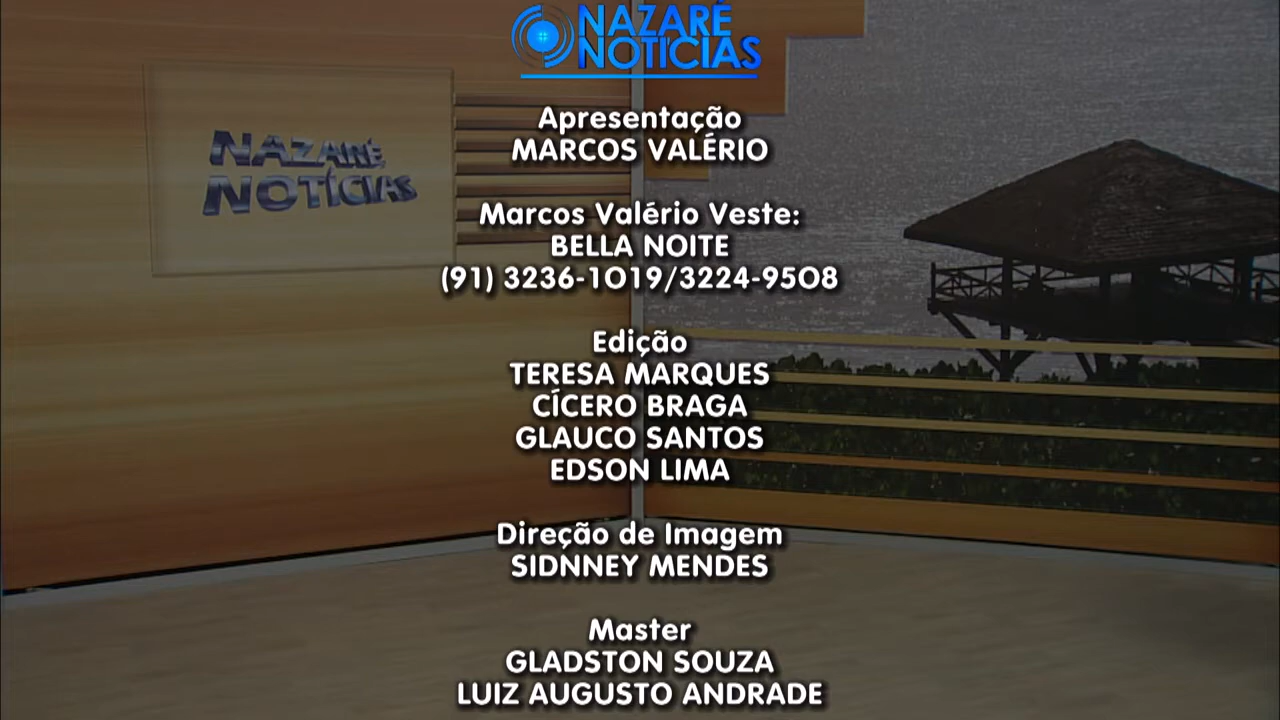 NAZARÉ
NOTÍCIAS
NAZARÉ
NOTÍCIAS
Apresentação
MARCOS VALÉRIO
Marcos Valério Veste:
BELLA NOITE
(91) 3236-1019/3224-9508
Edição
TERESA MARQUES
CÍCERO BRAGA
GLAUCO SANTOS
EDSON LIMA
Direção de Imagem
SIDNNEY MENDES
Master
GLADSTON SOUZA
LUIZ AUGUSTO ANDRADE